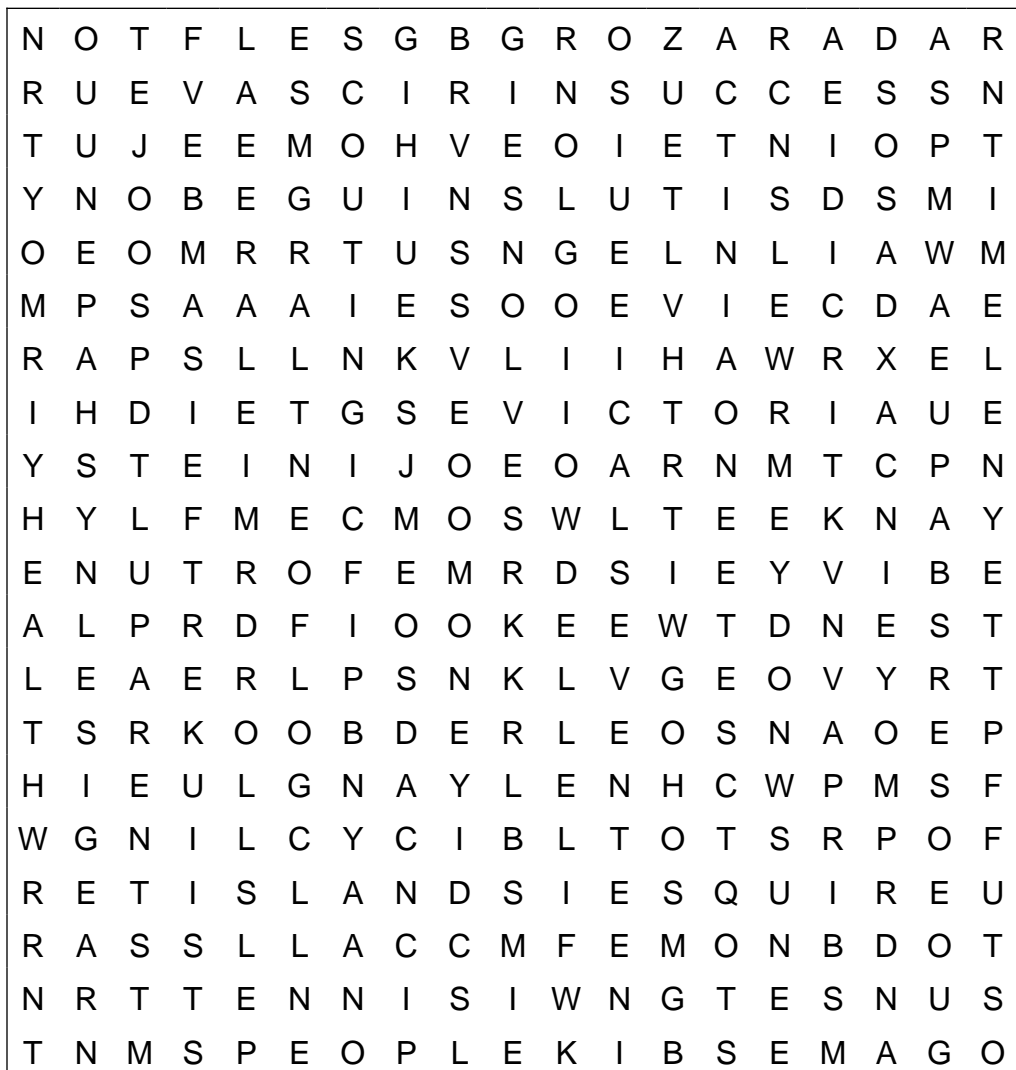 N O T F L E S G B G R O Z A R A D A R
R U E V A S C I R I N S U C C E S S N
T U J E E M O H V E O I E T N I O P T
Y N O B E G U I N S L U T I S D S M I
O E O M R R T U S N G E L N L I A W M
M P S A A A I E S O O E V I E C D A E
R A P S L L N K V L I I H A W R X E L
I H D I E T G S E V I C T O R I A U E
Y S T E I N I J O E O A R N M T C P N
H Y L F M E C M O S W L T E E K N A Y
E N U T R O F E M R D S I E Y V I B E
A L P R D F I O O K E E W T D N E S T
L E A E R L P S N K L V G E O V Y R T
T S R K O O B D E R L E O S N A O E P
H I E U L G N A Y L E N H C W P M S F
W G N I L C Y C I B L T O T S R P O F
R E T I S L A N D S I E S Q U I R E U
R A S S L L A C C M F E M O N B D O T
N R T T E N N I S I W N G T E S N U S
T N M S P E O P L E K I B S E M A G O